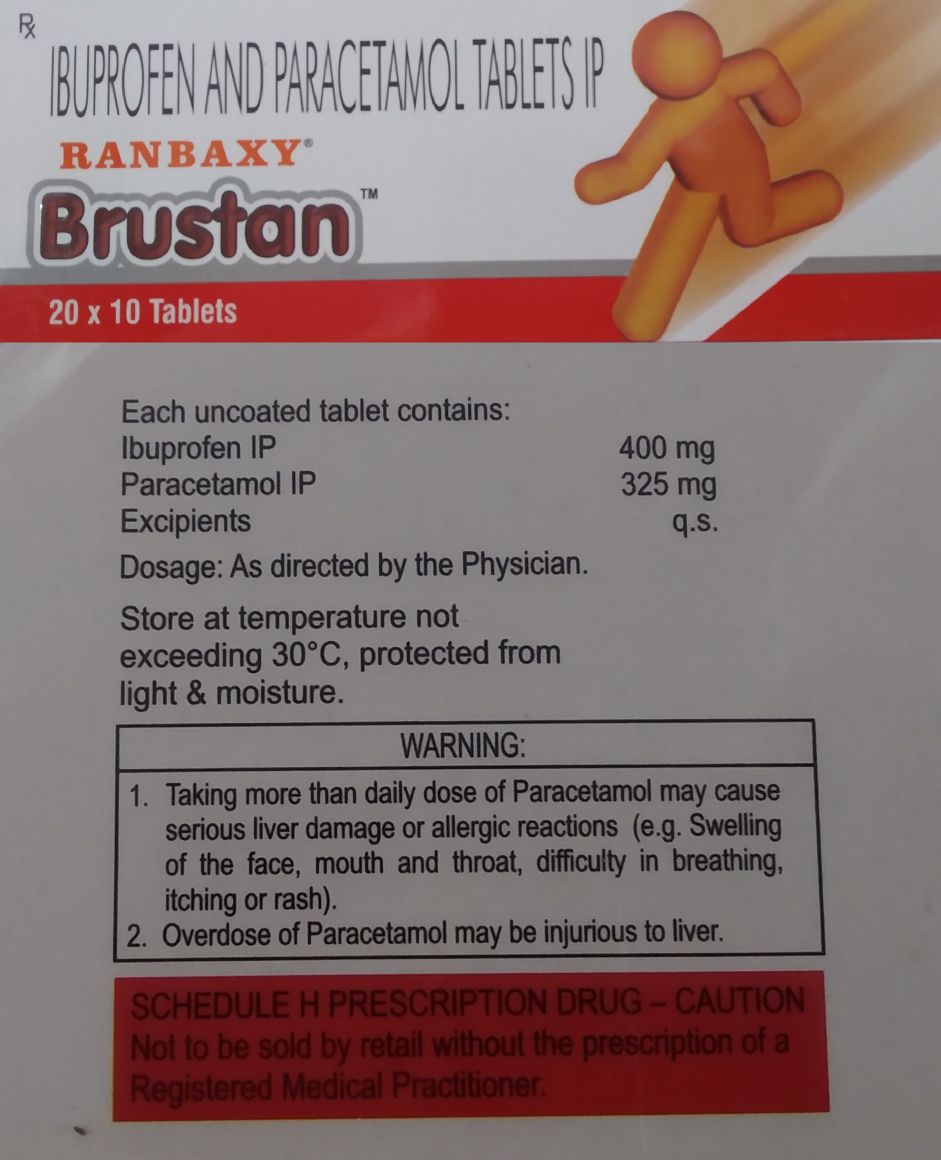 Rx
IBUPROFEN AND PARACETAMOL TABLETS IP
RANBAXY®
Brustan™
20 x 10 Tablets
Each uncoated tablet contains:
Ibuprofen IP 400 mg
Paracetamol IP 325 mg
Excipients q.s.
Dosage: As directed by the Physician.
Store at temperature not
exceeding 30°C, protected from
light & moisture.
WARNING:
1. Taking more than daily dose of Paracetamol may cause
serious liver damage or allergic reactions (e.g. Swelling
of the face, mouth and throat, difficulty in breathing,
itching or rash).
2. Overdose of Paracetamol may be injurious to liver.
SCHEDULE H PRESCRIPTION DRUG – CAUTION
Not to be sold by retail without the prescription of a
Registered Medical Practitioner.